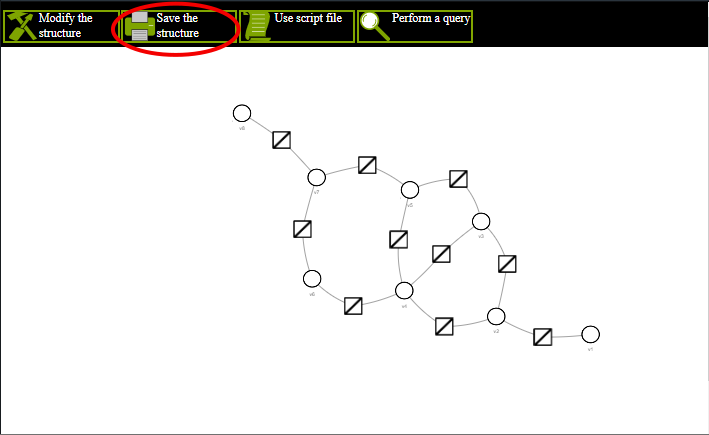 Modify the
structure
Save the
structure
Use script file
Perform a query
v8
v7
v5
v3
v6
v4
v2
v1